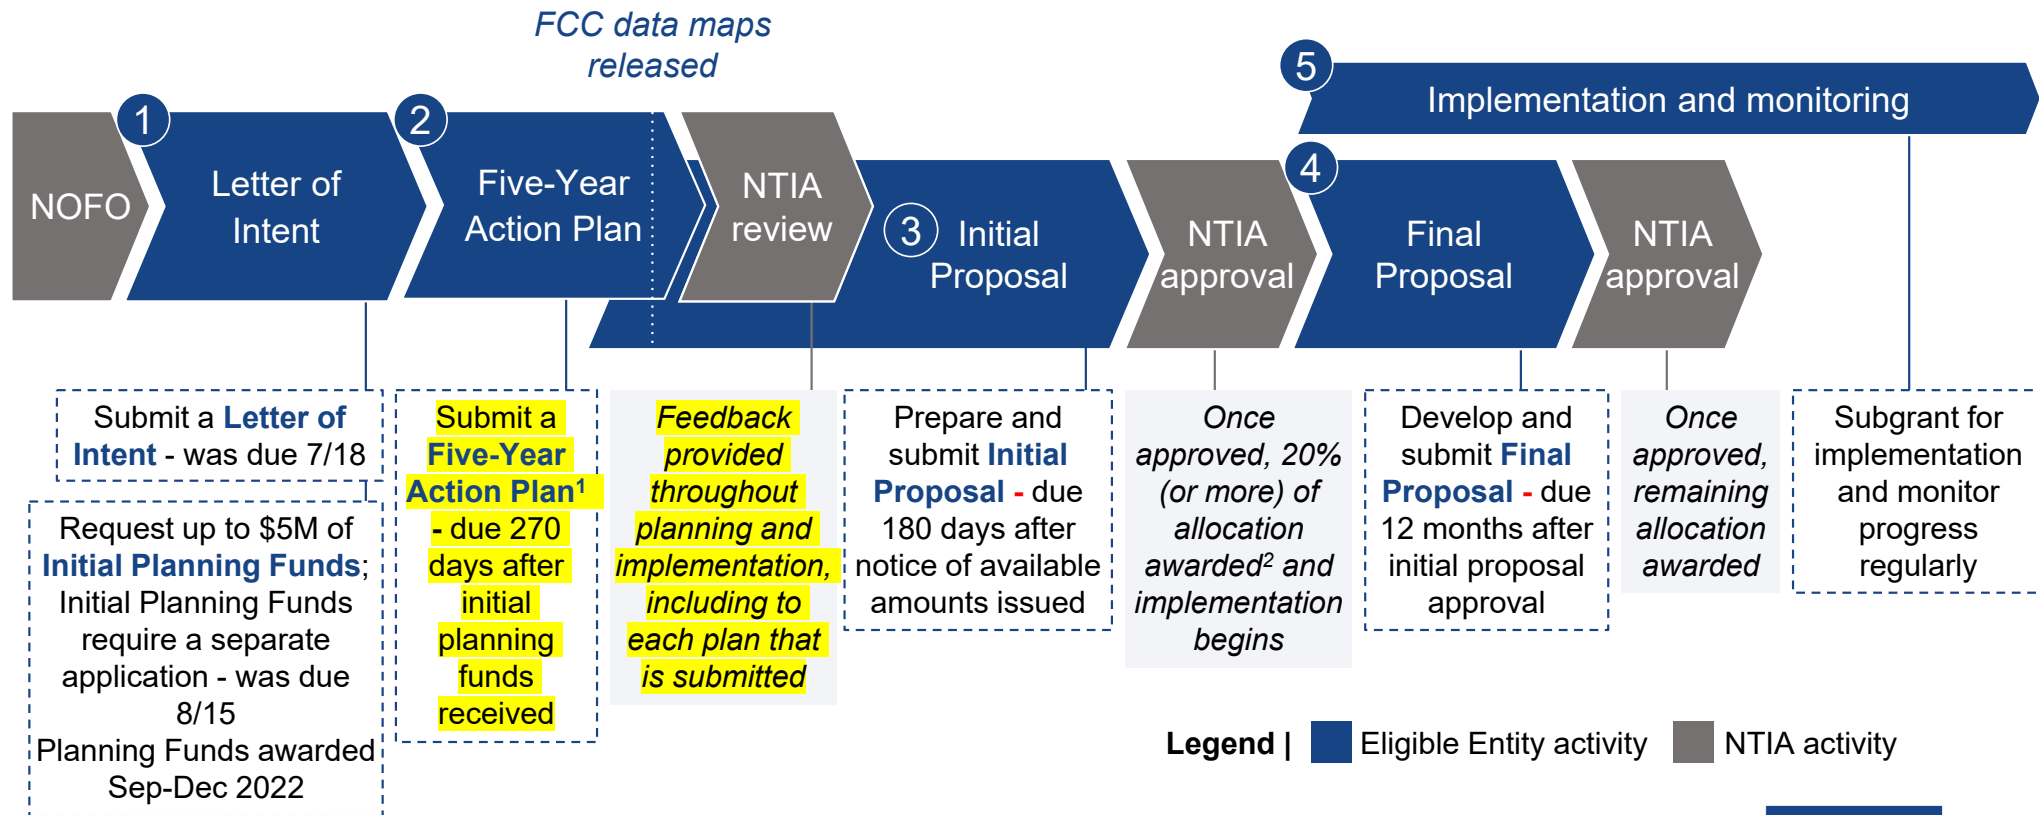 FCC data maps
released
5
Implementation and monitoring
NOFO
1
Letter of
Intent
2
Five-Year
Action Plan
NTIA
review
3
Initial
Proposal
NTIA
approval
4
Final
Proposal
NTIA
approval
Submit a Letter of
Intent - was due 7/18
Request up to $5M of
Initial Planning Funds;
Initial Planning Funds
require a separate
application - was due
8/15
Planning Funds awarded
Sep-Dec 2022
Submit a
Five-Year
Action Plan¹
- due 270
days after
initial
planning
funds
received
Feedback
provided
throughout
planning and
implementation,
including to
each plan that
is submitted
Prepare and
submit Initial
Proposal - due
180 days after
notice of available
amounts issued
Once
approved, 20%
(or more) of
allocation
awarded² and
implementation
begins
Develop and
submit Final
Proposal - due
12 months after
initial proposal
approval
Once
approved,
remaining
allocation
awarded
Subgrant for
implementation
and monitor
progress
regularly
Legend | Eligible Entity activity NTIA activity